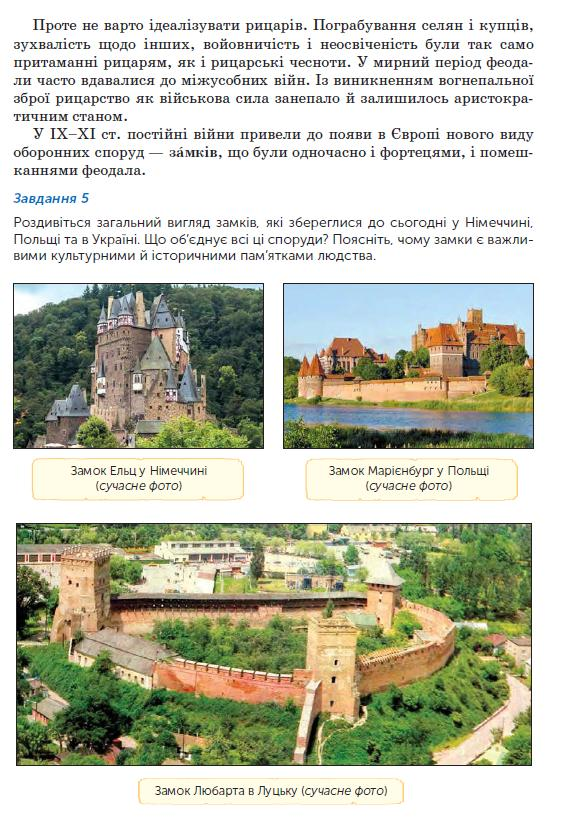 Проте не варто ідеалізувати рицарів. Пограбування селян і купців,
зухвалість щодо інших, войовничість і неосвіченість були так само
притаманні рицарям, як і рицарські чесноти. У мирний період феода-
ли часто вдавалися до міжусобних війн. Із виникненням вогнепальної
зброї рицарство як військова сила занепало й залишилось аристокра-
тичним станом.
У IX–XI ст. постійні війни привели до появи в Європі нового виду
оборонних споруд — за́мків, що були одночасно і фортецями, і помеш-
каннями феодала.
Завдання 5
Роздивіться загальний вигляд замків, які збереглися до сьогодні у Німеччині,
Польщі та в Україні. Що об’єднує всі ці споруди? Поясніть, чому замки є важли-
вими культурними й історичними пам’ятками людства.
Замок Ельц у Німеччині
(сучасне фото)
Замок Марієнбург у Польщі
(сучасне фото)
Замок Любарта в Луцьку (сучасне фото)